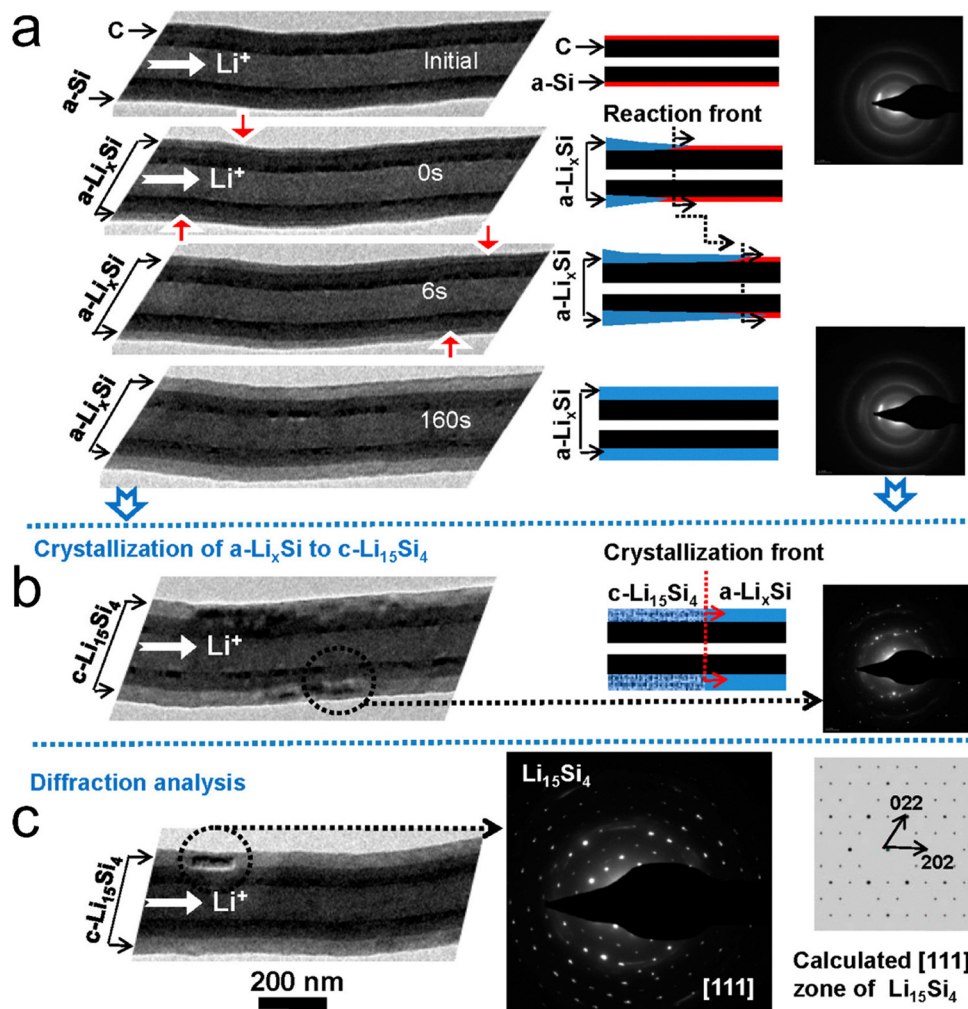 a
C
Li+
Initial
a-Si
C
a-Si
Reaction front
a-LixSi
Li+
0s
a-LixSi
a-LixSi
6s
a-LixSi
a-LixSi
160s
a-LixSi
Crystallization of a-LixSi to c-Li15Si4
Crystallization front
b
c-Li15Si4
Li+
c-Li15Si4
a-LixSi
Diffraction analysis
c
c-Li15Si4
Li+
200 nm
Li15Si4
[111]
022
202
Calculated [111]
zone of Li15Si4